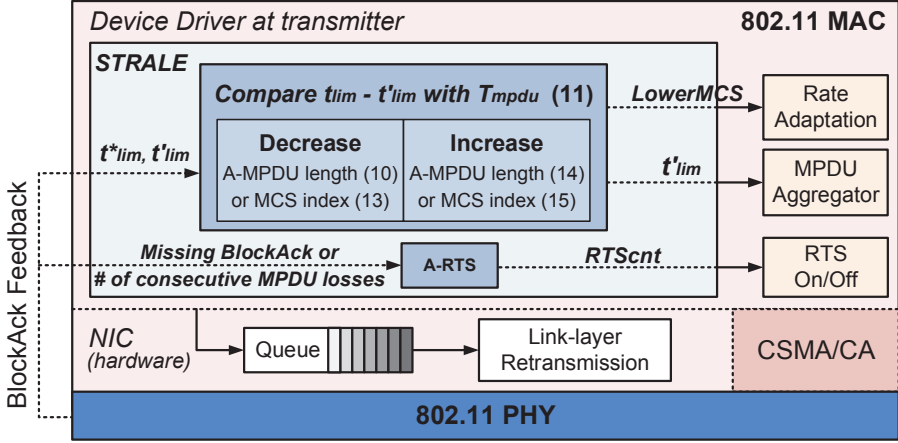 Device Driver at transmitter
802.11 MAC
STRALE
Compare tlim - t'lim with Tmpdu (11)
Decrease
A-MPDU length (10)
or MCS index (13)
Increase
A-MPDU length (14)
or MCS index (15)
LowerMCS
Rate
Adaptation
t*lim, t'lim
t'lim
MPDU
Aggregator
Missing BlockAck or
# of consecutive MPDU losses
A-RTS
RTScnt
RTS
On/Off
BlockAck Feedback
NIC
(hardware)
Queue
Link-layer
Retransmission
CSMA/CA
802.11 PHY